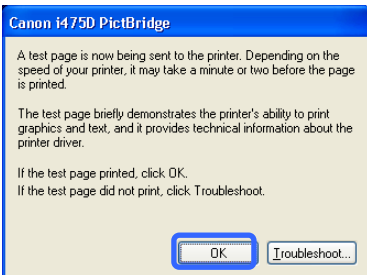 Canon i475D PictBridge
A test page is now being sent to the printer. Depending on the
speed of your printer, it may take a minute or two before the page
is printed.
The test page briefly demonstrates the printer's ability to print
graphics and text, and it provides technical information about the
printer driver.
If the test page printed, click OK.
If the test page did not print, click Troubleshoot.
OK
Troubleshoot...